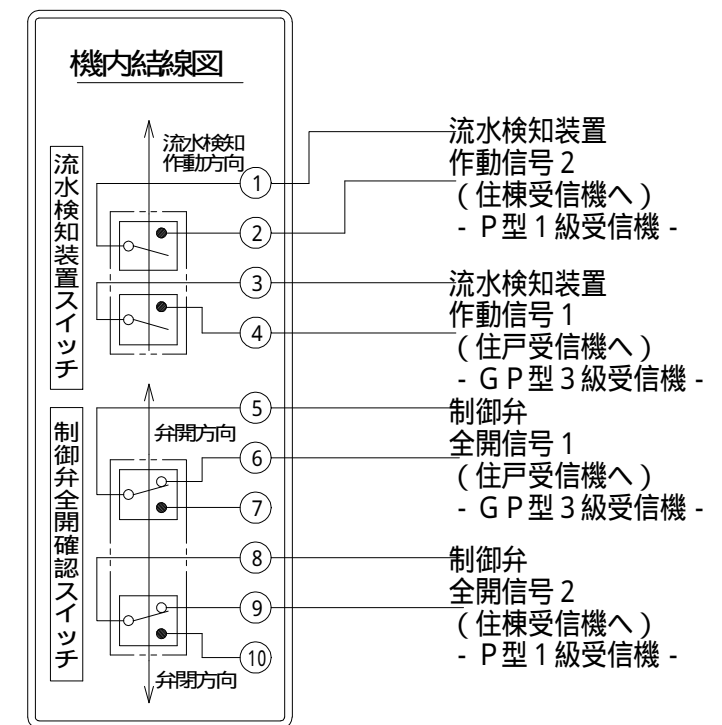 機内結線図
流水検知
作動方向
流水検知装置スイッチ
1
2
3
4
弁開方向
制御弁全開確認スイッチ
5
6
7
8
9
10
弁閉方向
流水検知装置
作動信号2
(住棟受信機へ)
- P型1級受信機 -
流水検知装置
作動信号1
(住戸受信機へ)
- GP型3級受信機 -
制御弁
全開信号1
(住戸受信機へ)
- GP型3級受信機 -
制御弁
全開信号2
(住棟受信機へ)
- P型1級受信機 -